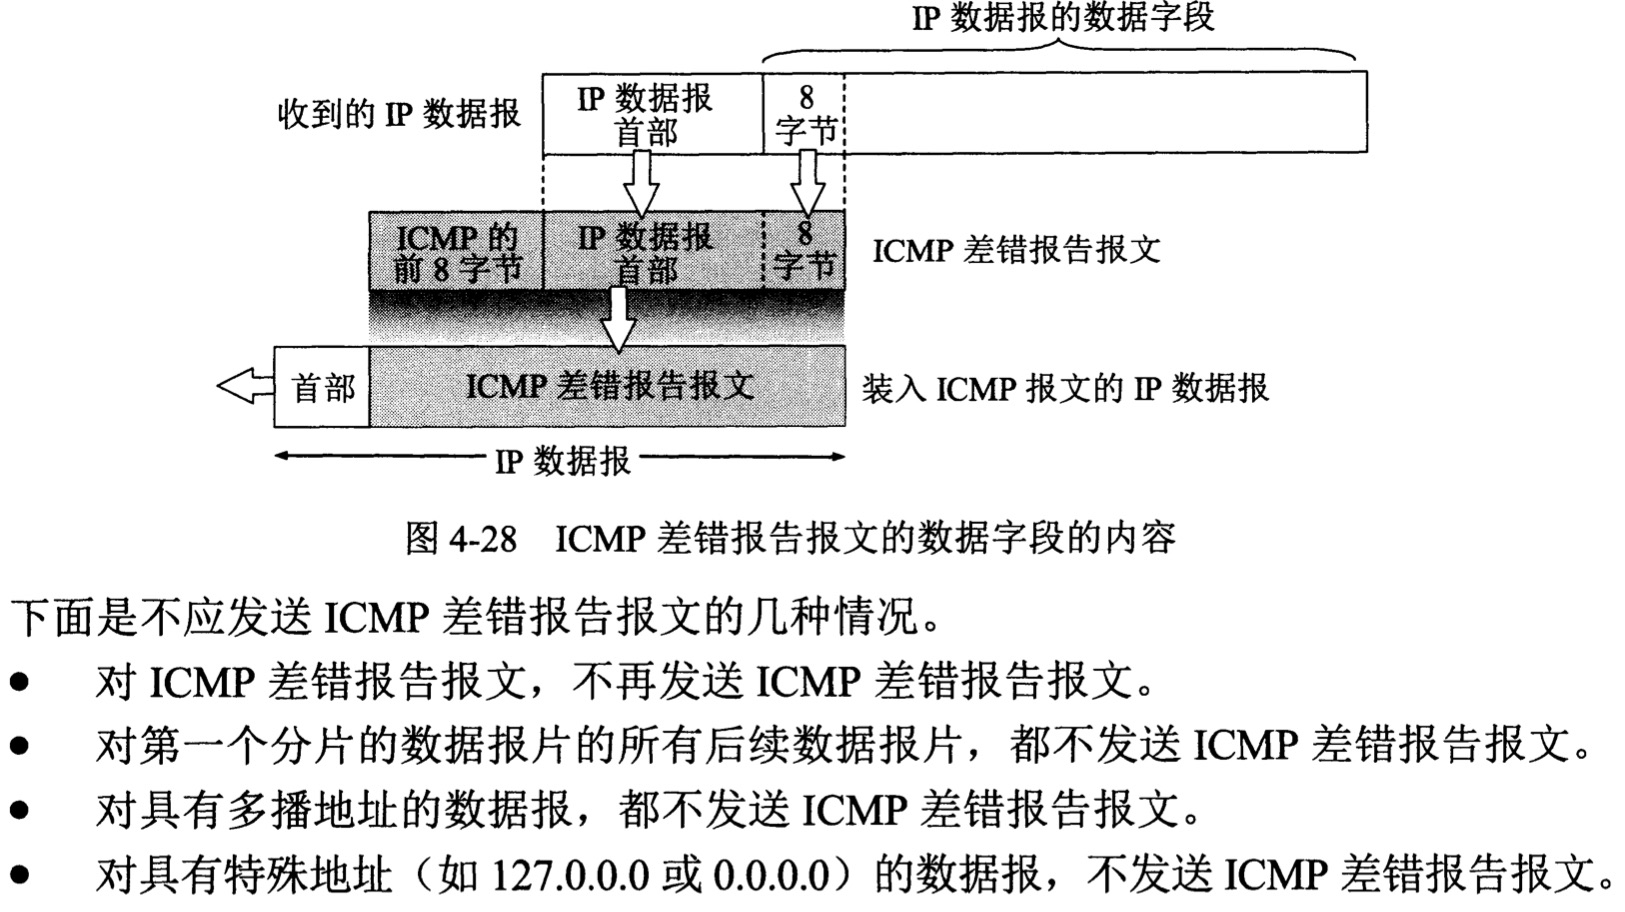 IP 数据报的数据字段
收到的 IP 数据报
IP 数据报
首部
8
字节
ICMP 的
前 8 字节
IP 数据报
首部
8
字节
ICMP 差错报告报文
首部
ICMP 差错报告报文
装入 ICMP 报文的 IP 数据报
IP 数据报
图 4-28 ICMP 差错报告报文的数据字段的内容
下面是不应发送 ICMP 差错报告报文的几种情况。
● 对 ICMP 差错报告报文，不再发送 ICMP 差错报告报文。
● 对第一个分片的数据报片的所有后续数据报片，都不发送 ICMP 差错报告报文。
● 对具有多播地址的数据报，都不发送 ICMP 差错报告报文。
● 对具有特殊地址（如 127.0.0.0 或 0.0.0.0）的数据报，不发送 ICMP 差错报告报文。